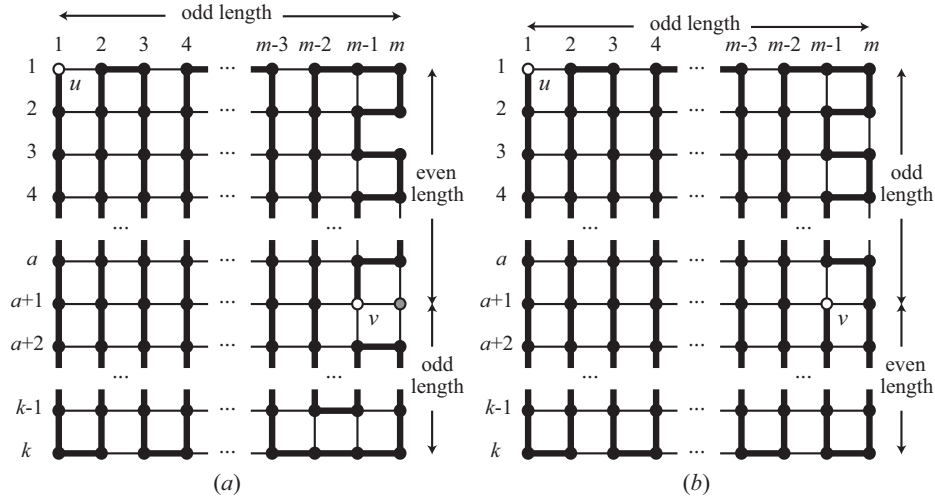 odd length
1 2 3 4 ... m-3 m-2 m-1 m
1
u
2
3
even length
4
...
...
a
a+1
v
a+2
odd length
...
...
k-1
...
k
...
(a)
odd length
1 2 3 4 ... m-3 m-2 m-1 m
1
u
2
3
odd length
4
...
...
a
a+1
v
a+2
even length
...
...
k-1
...
k
...
(b)